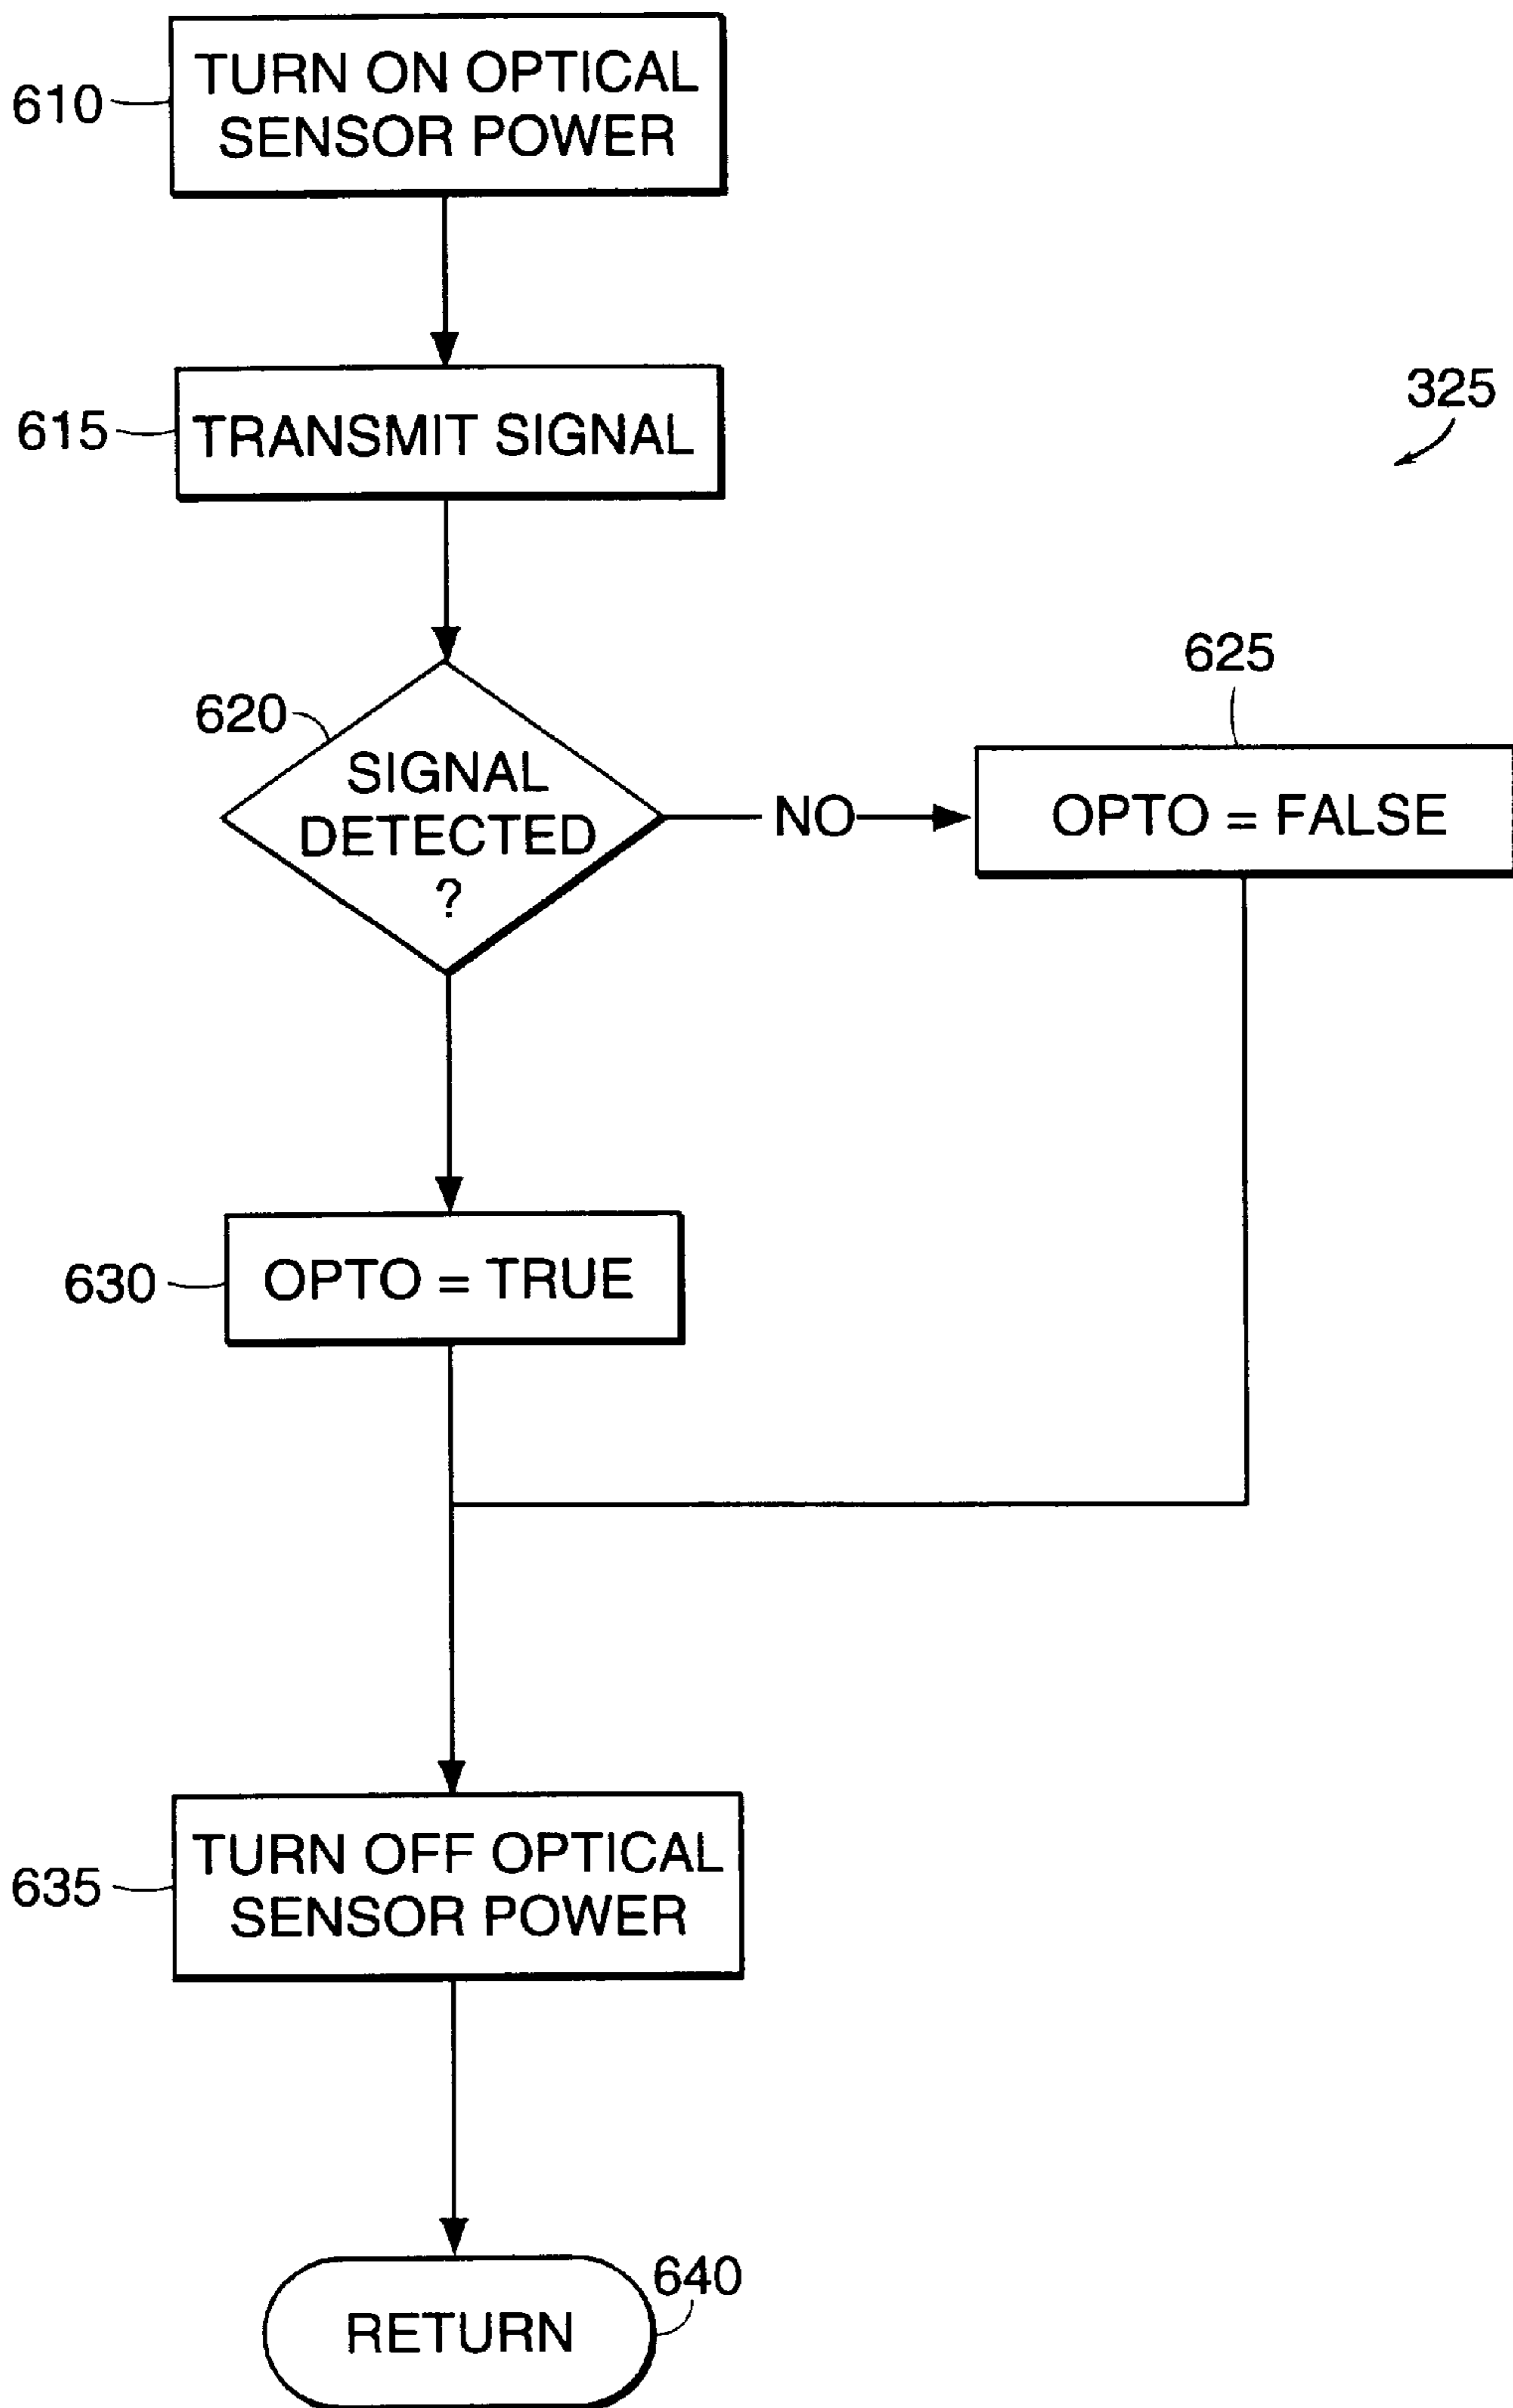 610
TURN ON OPTICAL
SENSOR POWER
615
TRANSMIT SIGNAL
325
620
SIGNAL
DETECTED
?
NO
625
OPTO = FALSE
630
OPTO = TRUE
635
TURN OFF OPTICAL
SENSOR POWER
640
RETURN